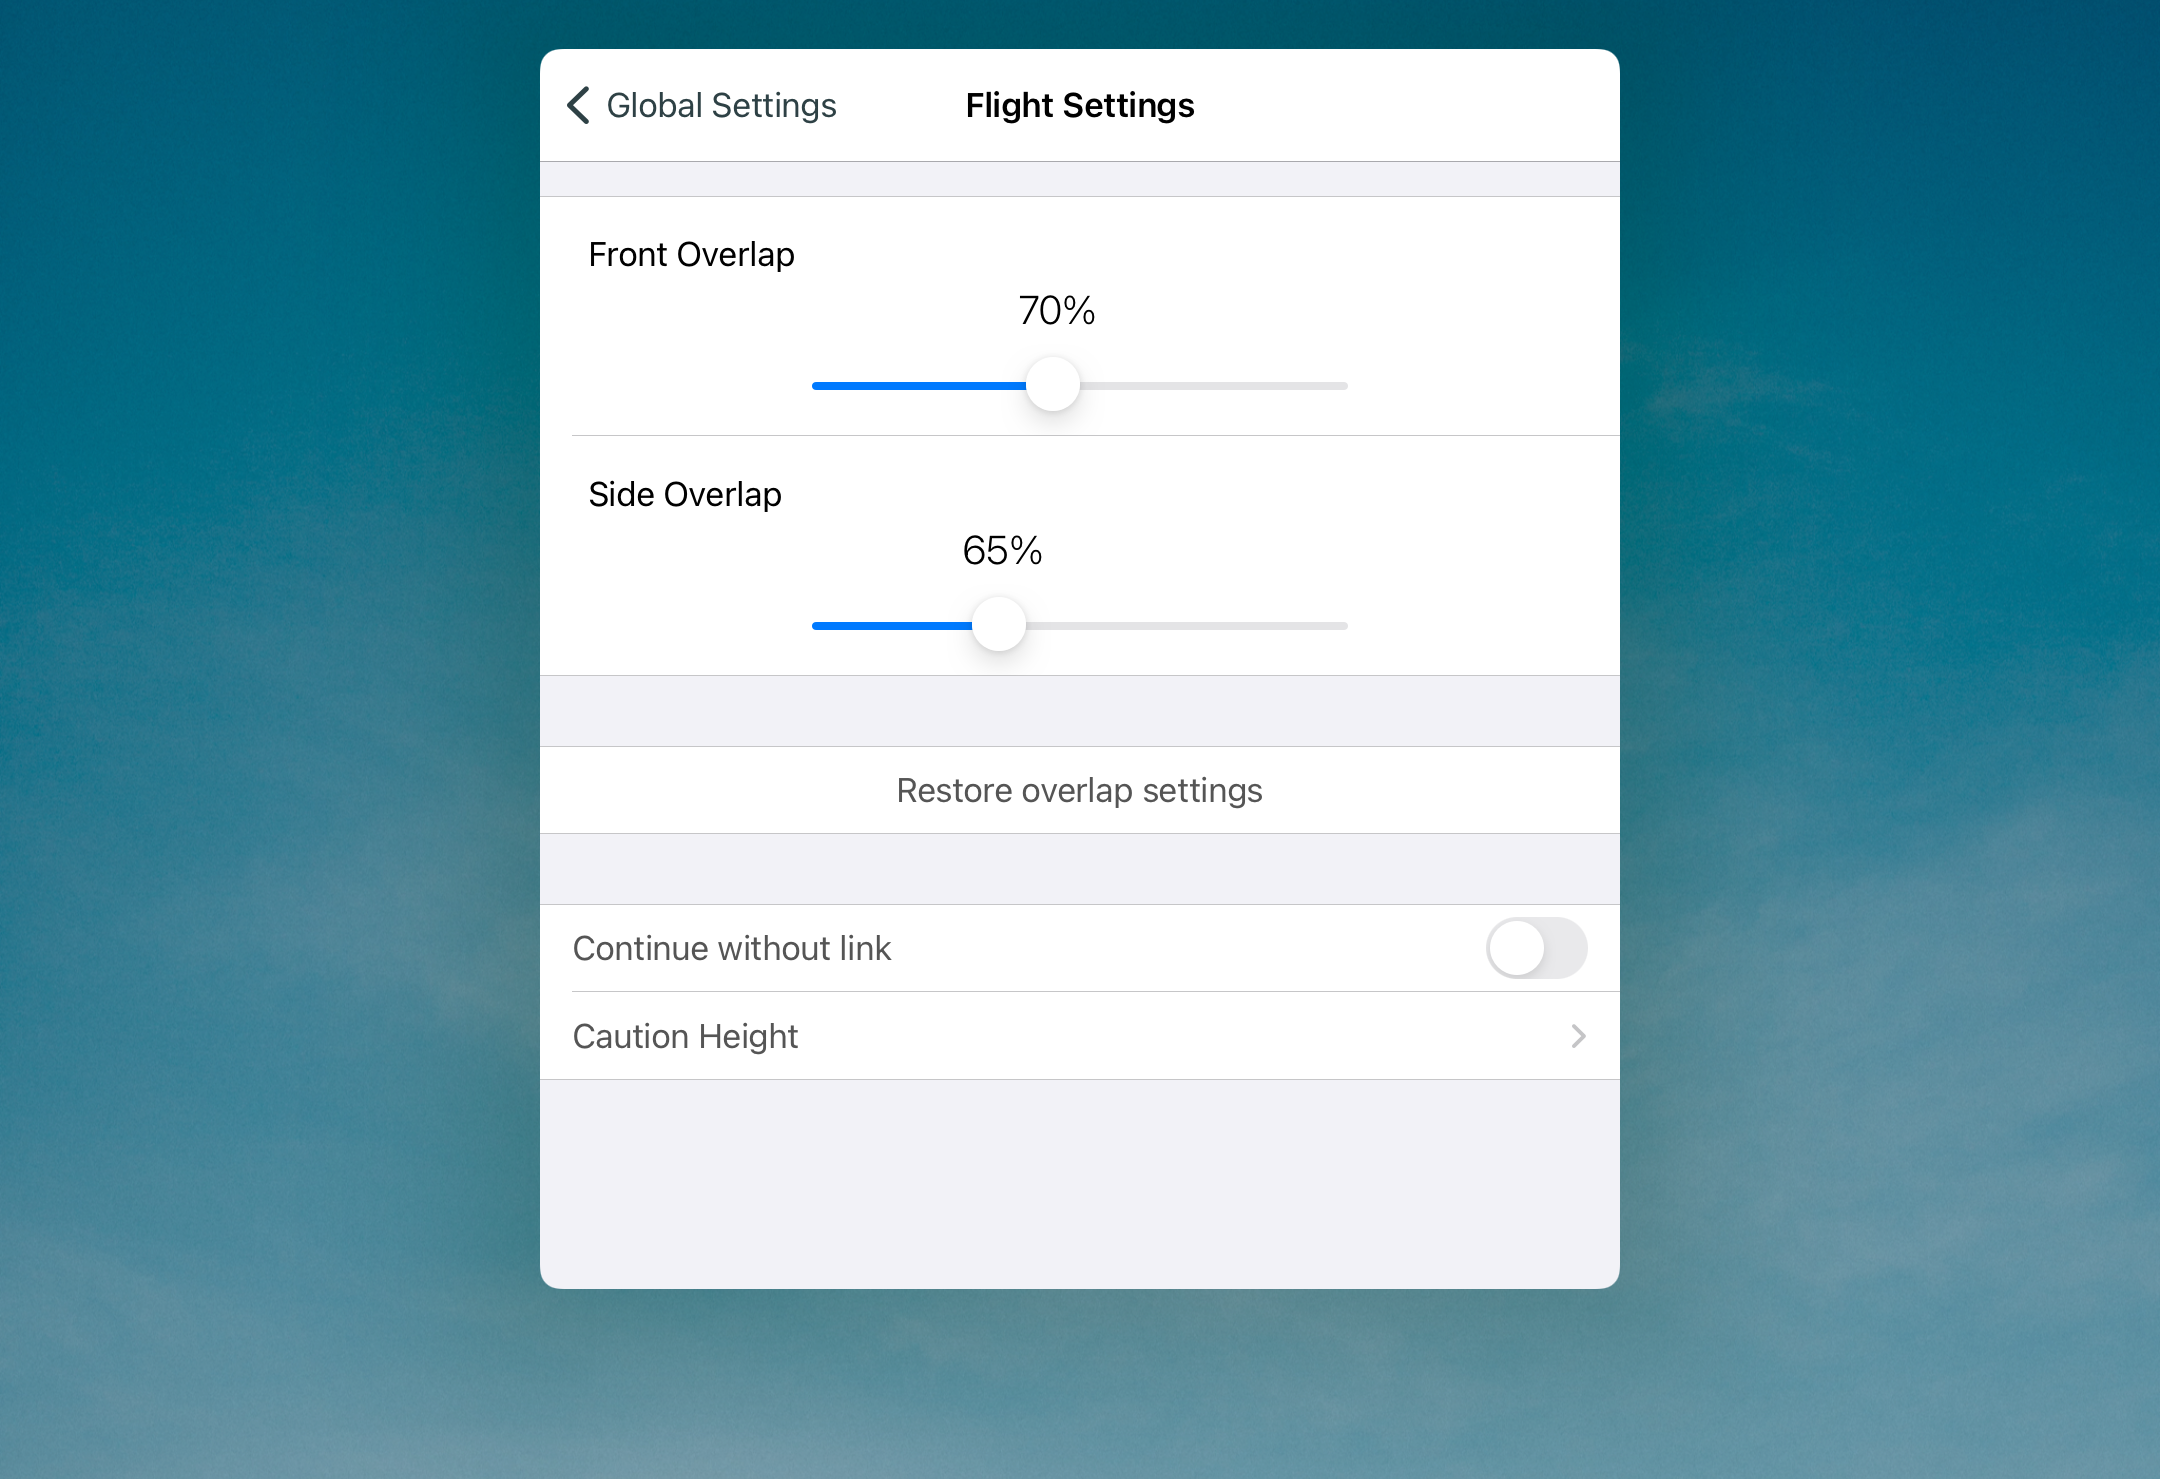 Global Settings
Flight Settings
Front Overlap
70%
Side Overlap
65%
Restore overlap settings
Continue without link
Caution Height